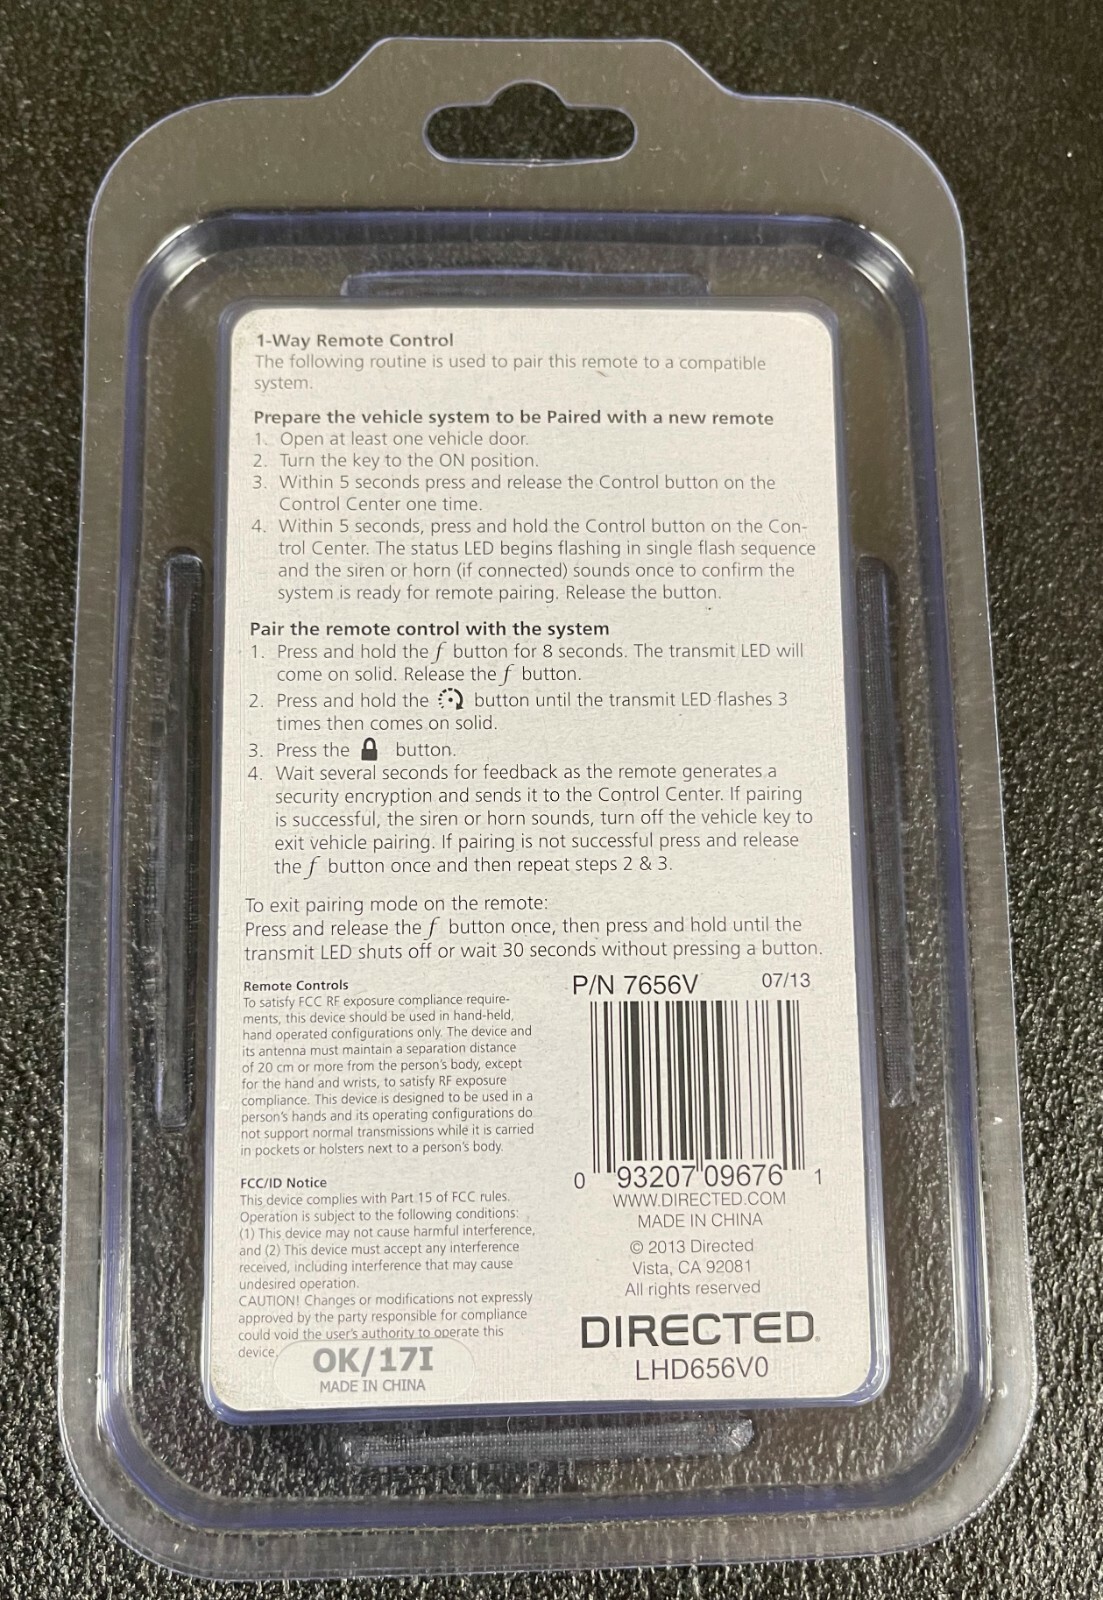 1-Way Remote Control
The following routine is used to pair this remote to a compatible
system.
Prepare the vehicle system to be Paired with a new remote
1. Open at least one vehicle door.
2. Turn the key to the ON position.
3. Within 5 seconds press and release the Control button on the
Control Center one time.
4. Within 5 seconds, press and hold the Control button on the Con-
trol Center. The status LED begins flashing in single flash sequence
and the siren or horn (if connected) sounds once to confirm the
system is ready for remote pairing. Release the button.
Pair the remote control with the system
1. Press and hold the f button for 8 seconds. The transmit LED will
come on solid. Release the f button.
2. Press and hold the button until the transmit LED flashes 3
times then comes on solid.
3. Press the button.
4. Wait several seconds for feedback as the remote generates a
security encryption and sends it to the Control Center. If pairing
is successful, the siren or horn sounds, turn off the vehicle key to
exit vehicle pairing. If pairing is not successful press and release
the f button once and then repeat steps 2 & 3.
To exit pairing mode on the remote:
Press and release the f button once, then press and hold until the
transmit LED shuts off or wait 30 seconds without pressing a button.
Remote Controls
To satisfy FCC RF exposure compliance require-
ments, this device should be used in hand-held,
hand operated configurations only. The device and
its antenna must maintain a separation distance
of 20 cm or more from the person's body, except
for the hand and wrists, to satisfy RF exposure
compliance. This device is designed to be used in a
person's hands and its operating configurations do
not support normal transmissions while it is carried
in pockets or holsters next to a person's body.
FCC/ID Notice
This device complies with Part 15 of FCC rules.
Operation is subject to the following conditions:
(1) This device may not cause harmful interference,
and (2) This device must accept any interference
received, including interference that may cause
undesired operation.
CAUTION! Changes or modifications not expressly
approved by the party responsible for compliance
could void the user's authority to operate this
device.
OK/17I
MADE IN CHINA
P/N 7656V 07/13
0 93207 09676 1
WWW.DIRECTED.COM
MADE IN CHINA
© 2013 Directed
Vista, CA 92081
All rights reserved
DIRECTED.
LHD656V0